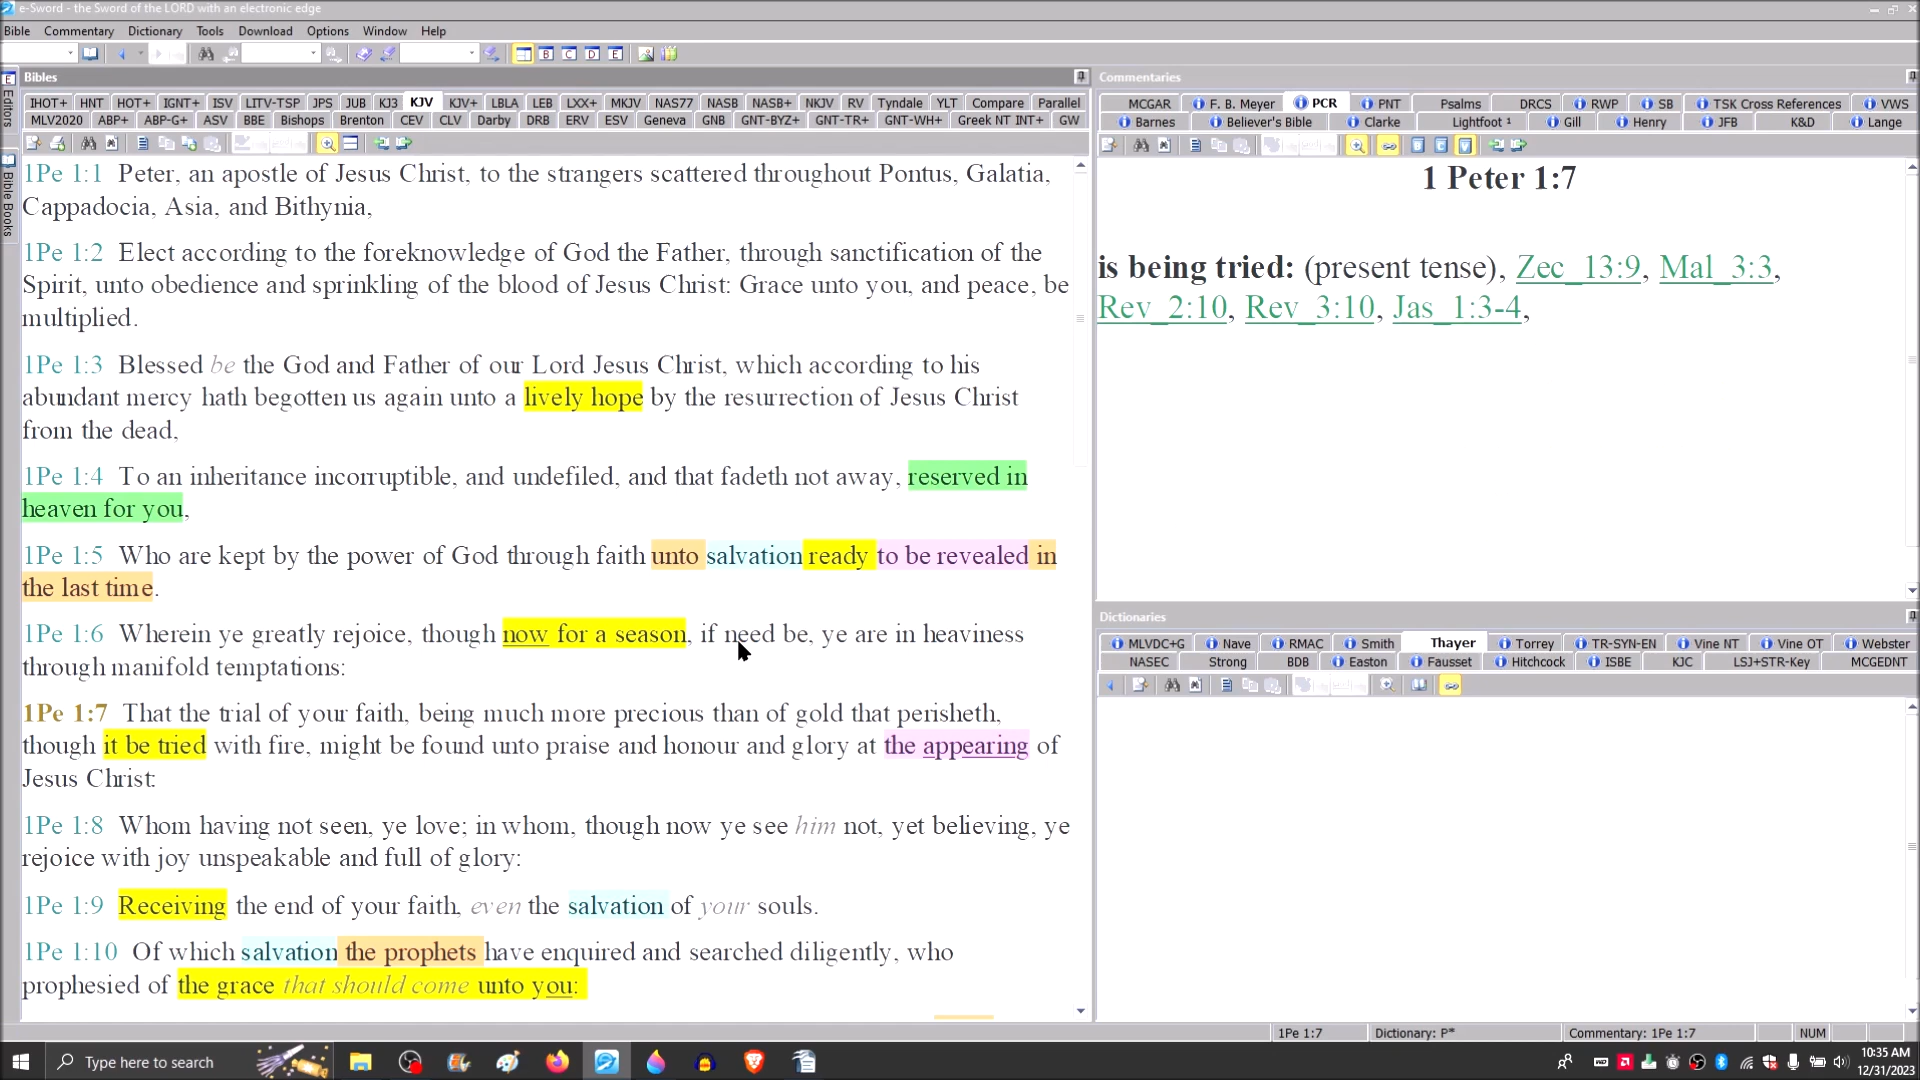 e-Sword - the Sword of the LORD with an electronic edge
Bible Commentary Dictionary Tools Download Options Window Help
B C D E
Bibles
IHOT+ HNT HOT+ IGNT+ ISV LITV-TSP JPS JUB KJ3 KJV KJV+ LBLA LEB LXX+ MKJV NAS77 NASB NASB+ NKJV RV Tyndale YLT Compare Parallel
MLV2020 ABP+ ABP-G+ ASV BBE Bishops Brenton CEV CLV Darby DRB ERV ESV Geneva GNB GNT-BYZ+ GNT-TR+ GNT-WH+ Greek NT INT+ GW
Editors
Bible Books
1Pe 1:1 Peter, an apostle of Jesus Christ, to the strangers scattered throughout Pontus, Galatia,
Cappadocia, Asia, and Bithynia,
1Pe 1:2 Elect according to the foreknowledge of God the Father, through sanctification of the
Spirit, unto obedience and sprinkling of the blood of Jesus Christ: Grace unto you, and peace, be
multiplied.
1Pe 1:3 Blessed be the God and Father of our Lord Jesus Christ, which according to his
abundant mercy hath begotten us again unto a lively hope by the resurrection of Jesus Christ
from the dead,
1Pe 1:4 To an inheritance incorruptible, and undefiled, and that fadeth not away, reserved in
heaven for you,
1Pe 1:5 Who are kept by the power of God through faith unto salvation ready to be revealed in
the last time.
1Pe 1:6 Wherein ye greatly rejoice, though now for a season, if need be, ye are in heaviness
through manifold temptations:
1Pe 1:7 That the trial of your faith, being much more precious than of gold that perisheth,
though it be tried with fire, might be found unto praise and honour and glory at the appearing of
Jesus Christ:
1Pe 1:8 Whom having not seen, ye love; in whom, though now ye see him not, yet believing, ye
rejoice with joy unspeakable and full of glory:
1Pe 1:9 Receiving the end of your faith, even the salvation of your souls.
1Pe 1:10 Of which salvation the prophets have enquired and searched diligently, who
prophesied of the grace that should come unto you:
Commentaries
MCGAR F. B. Meyer PCR PNT Psalms DRCS RWP SB TSK Cross References VWS
Barnes Believer's Bible Clarke Lightfoot ¹ Gill Henry JFB K&D Lange
1 Peter 1:7
is being tried: (present tense), Zec_13:9, Mal_3:3,
Rev_2:10, Rev_3:10, Jas_1:3-4,
Dictionaries
MLVDC+G Nave RMAC Smith Thayer Torrey TR-SYN-EN Vine NT Vine OT Webster
NASEC Strong BDB Easton Fausset Hitchcock ISBE KJC LSJ+STR-Key MCGEDNT
1Pe 1:7 Dictionary: P* Commentary: 1Pe 1:7 NUM
Type here to search
10:35 AM
12/31/2023